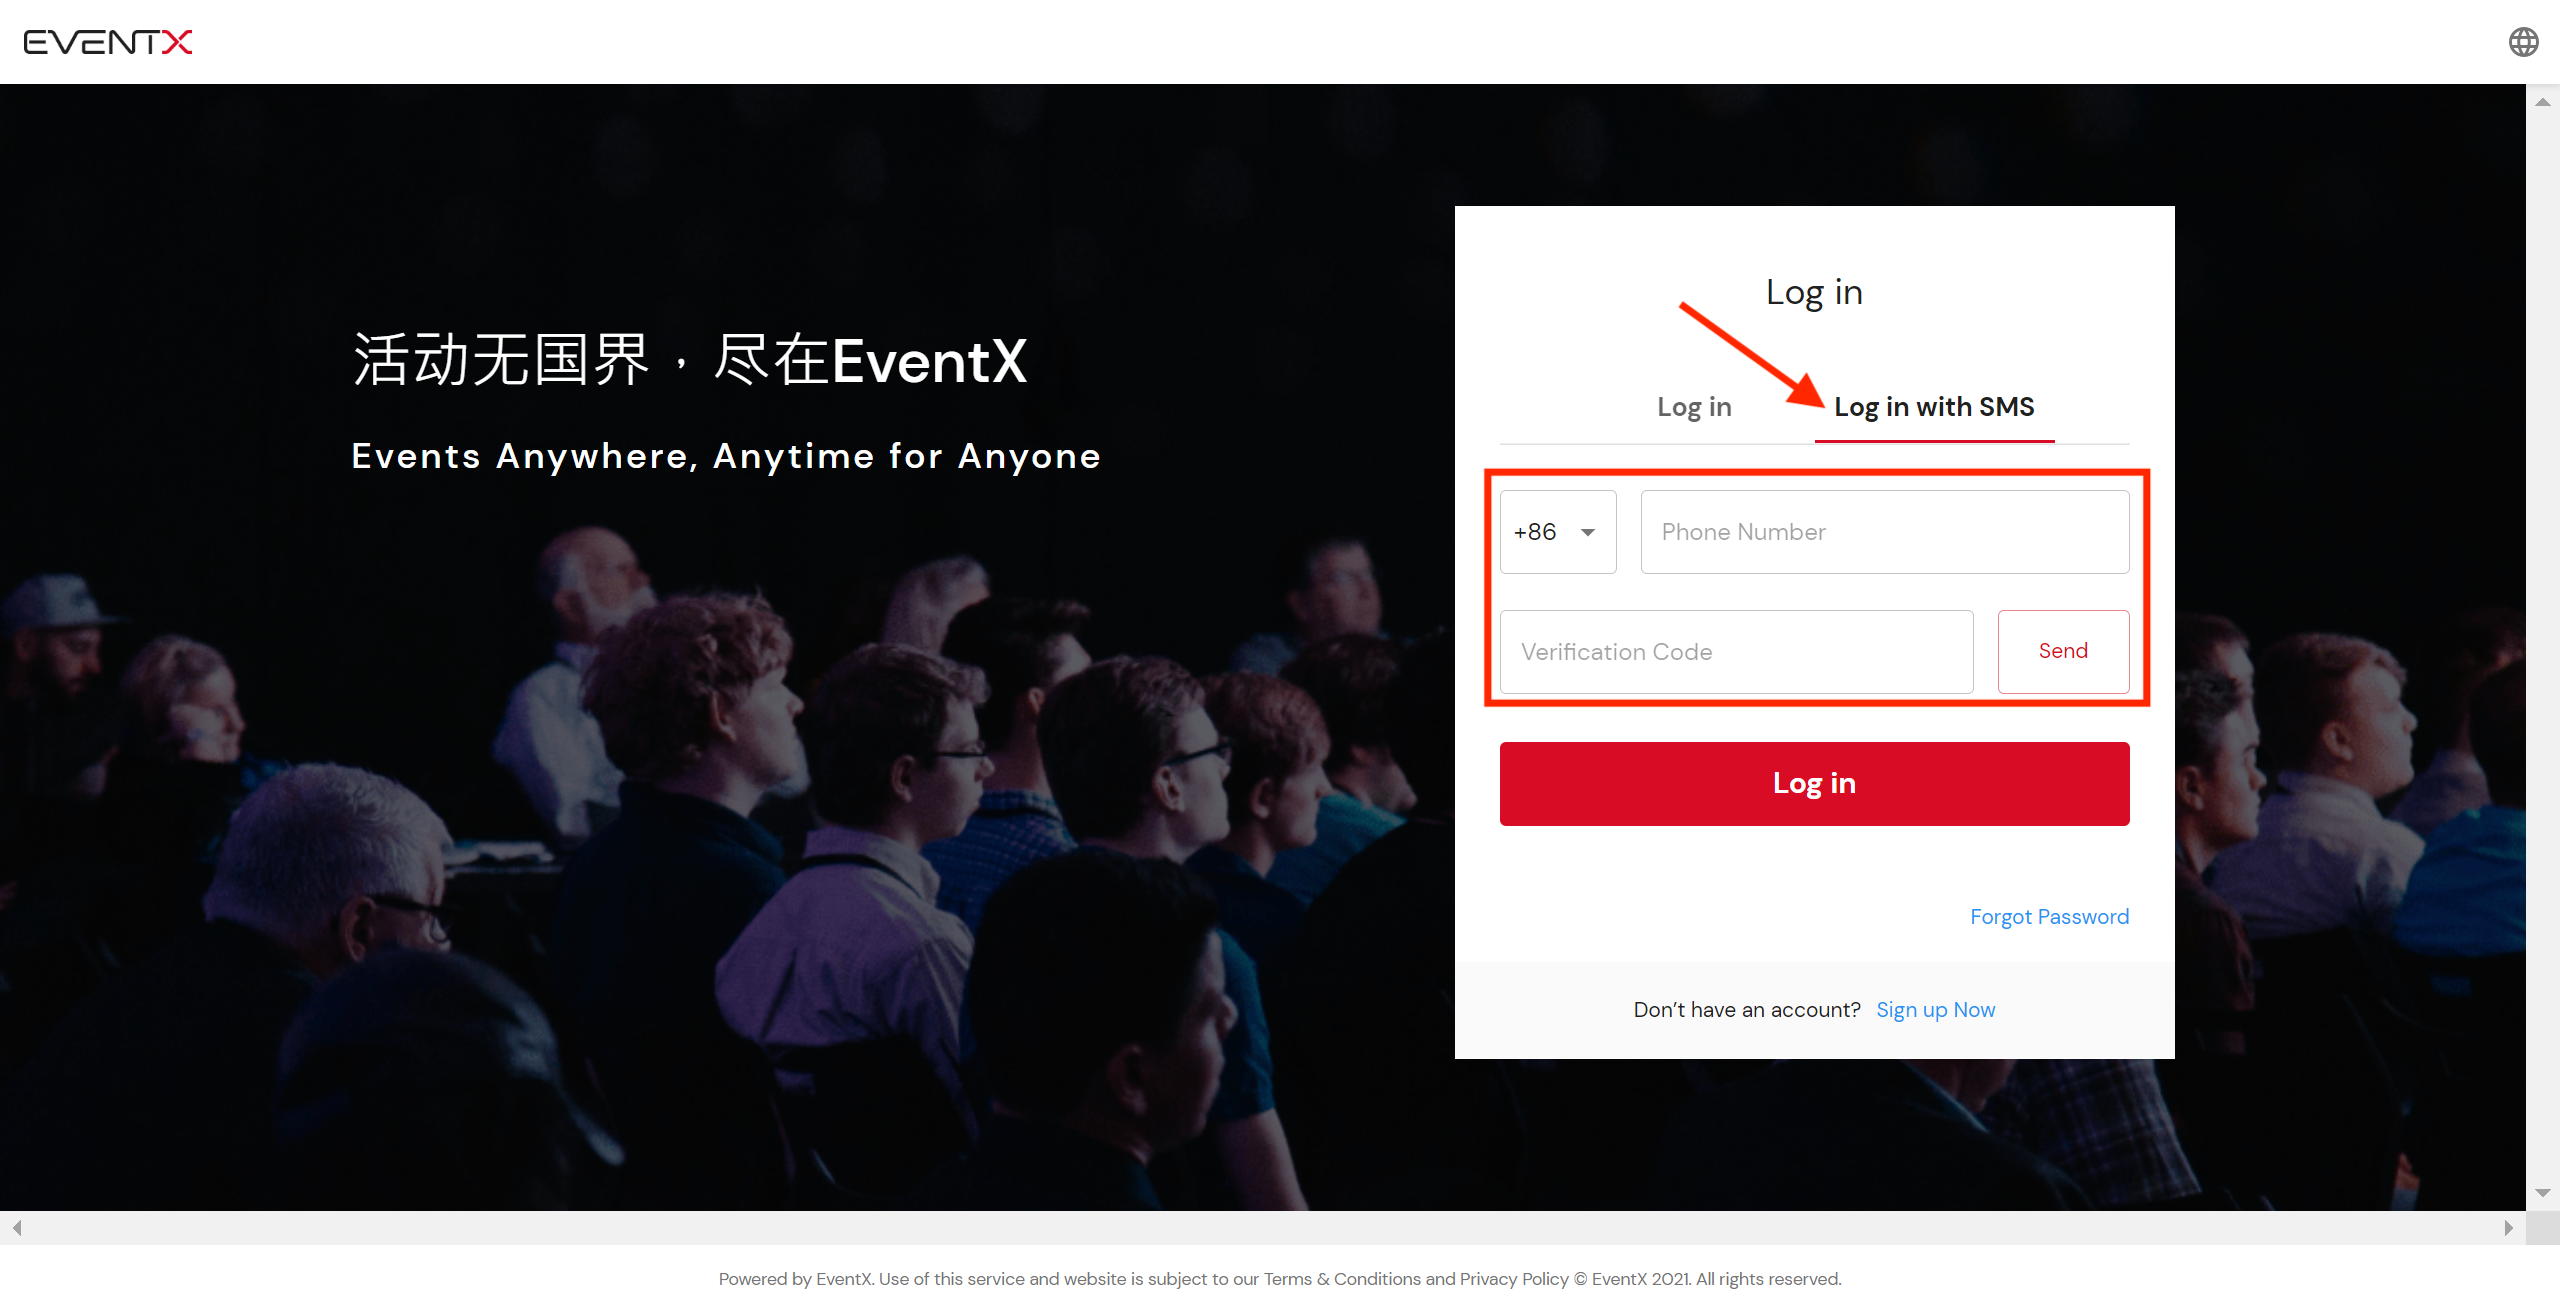 EVENTX
活动无国界，尽在EventX
Events Anywhere, Anytime for Anyone
Log in
Log in
Log in with SMS
+86
Phone Number
Verification Code
Send
Log in
Forgot Password
Don’t have an account? Sign up Now
Powered by EventX. Use of this service and website is subject to our Terms & Conditions and Privacy Policy © EventX 2021. All rights reserved.